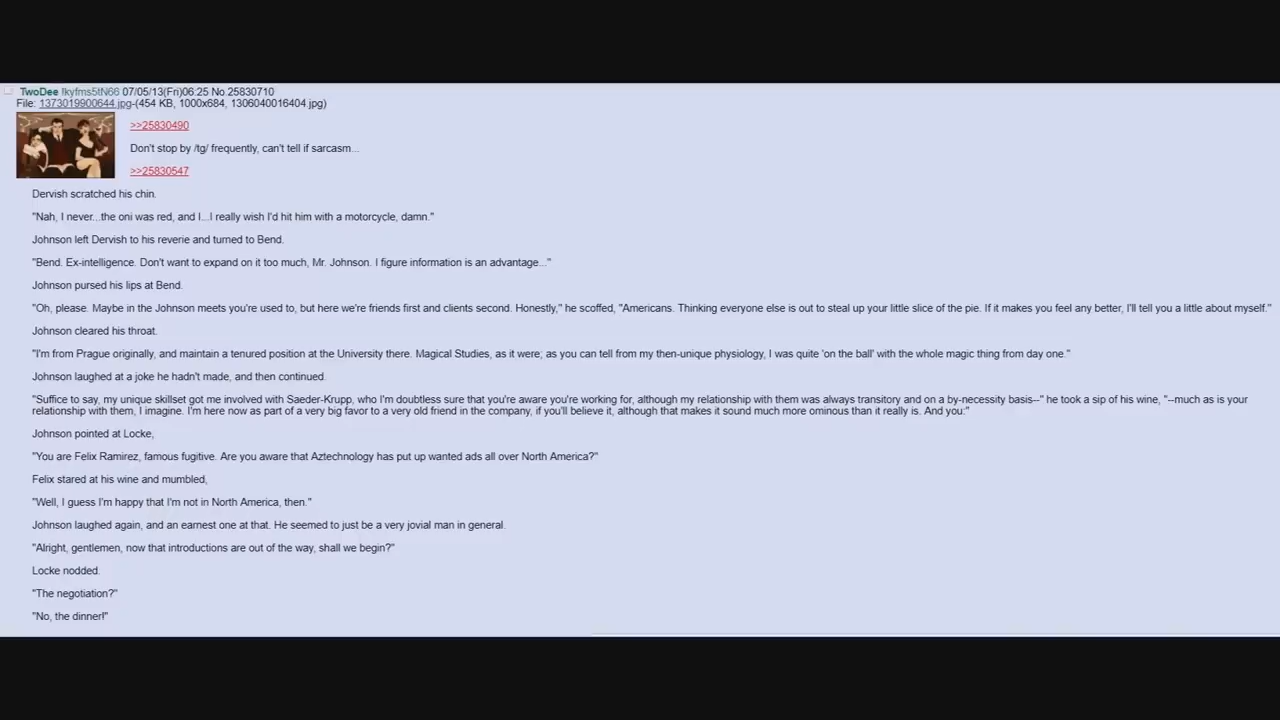 TwoDee !kyfms5tN66 07/05/13(Fri)06:25 No.25830710
File: 1373019900644.jpg-(454 KB, 1000x684, 1306040016404.jpg)
>>25830490
Don't stop by /tg/ frequently, can't tell if sarcasm...
>>25830547
Dervish scratched his chin.
"Nah, I never...the oni was red, and I...I really wish I'd hit him with a motorcycle, damn."
Johnson left Dervish to his reverie and turned to Bend.
"Bend. Ex-intelligence. Don't want to expand on it too much, Mr. Johnson. I figure information is an advantage..."
Johnson pursed his lips at Bend.
"Oh, please. Maybe in the Johnson meets you're used to, but here we're friends first and clients second. Honestly," he scoffed, "Americans. Thinking everyone else is out to steal up your little slice of the pie. If it makes you feel any better, I'll tell you a little about myself."
Johnson cleared his throat.
"I'm from Prague originally, and maintain a tenured position at the University there. Magical Studies, as it were; as you can tell from my then-unique physiology, I was quite 'on the ball' with the whole magic thing from day one."
Johnson laughed at a joke he hadn't made, and then continued.
"Suffice to say, my unique skillset got me involved with Saeder-Krupp, who I'm doubtless sure that you're aware you're working for, although my relationship with them was always transitory and on a by-necessity basis--" he took a sip of his wine, "--much as is your
relationship with them, I imagine. I'm here now as part of a very big favor to a very old friend in the company, if you'll believe it, although that makes it sound much more ominous than it really is. And you:"
Johnson pointed at Locke,
"You are Felix Ramirez, famous fugitive. Are you aware that Aztechnology has put up wanted ads all over North America?"
Felix stared at his wine and mumbled,
"Well, I guess I'm happy that I'm not in North America, then."
Johnson laughed again, and an earnest one at that. He seemed to just be a very jovial man in general.
"Alright, gentlemen, now that introductions are out of the way, shall we begin?"
Locke nodded.
"The negotiation?"
"No, the dinner!"